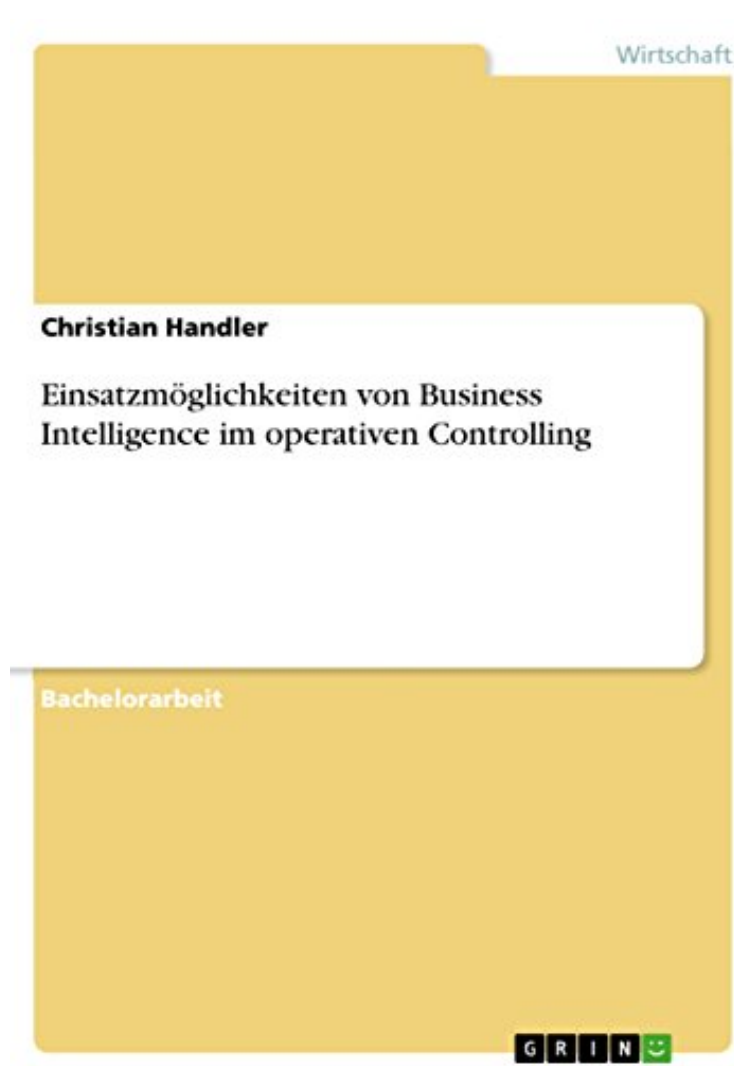 Wirtschaft
Christian Handler
Einsatzmöglichkeiten von Business
Intelligence im operativen Controlling
Bachelorarbeit
GRIN